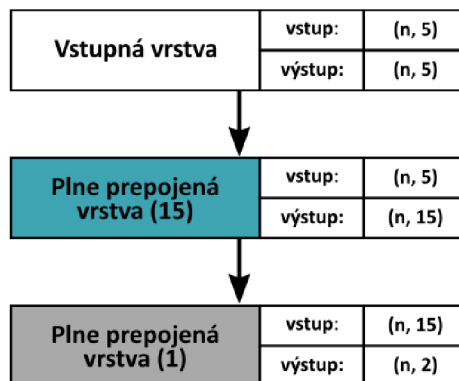 Vstupná vrstva
vstup: (n, 5)
výstup: (n, 5)
Plne prepojená
vrstva (15)
vstup: (n, 5)
výstup: (n, 15)
Plne prepojená
vrstva (1)
vstup: (n, 15)
výstup: (n, 2)